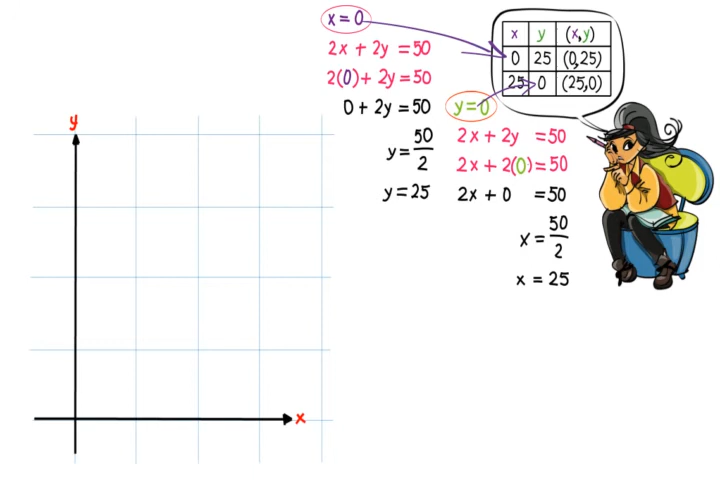 x = 0
2x + 2y = 50
2(0) + 2y = 50
0 + 2y = 50
y = 50/2
y = 25
y = 0
2x + 2y = 50
2x + 2(0) = 50
2x + 0 = 50
x = 50/2
x = 25
x y (x,y)
0 25 (0,25)
25 0 (25,0)
y
x